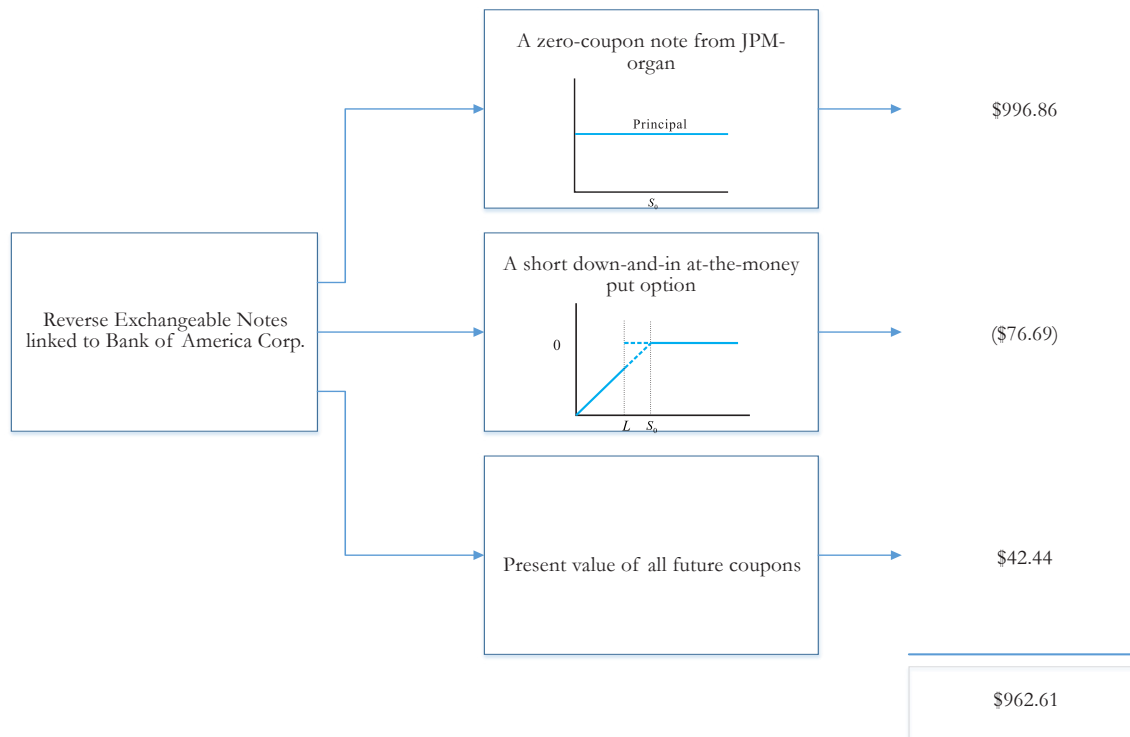 A zero-coupon note from JPM-
organ
Principal
S₀
$996.86
Reverse Exchangeable Notes
linked to Bank of America Corp.
A short down-and-in at-the-money
put option
0
L S₀
($76.69)
Present value of all future coupons
$42.44
$962.61